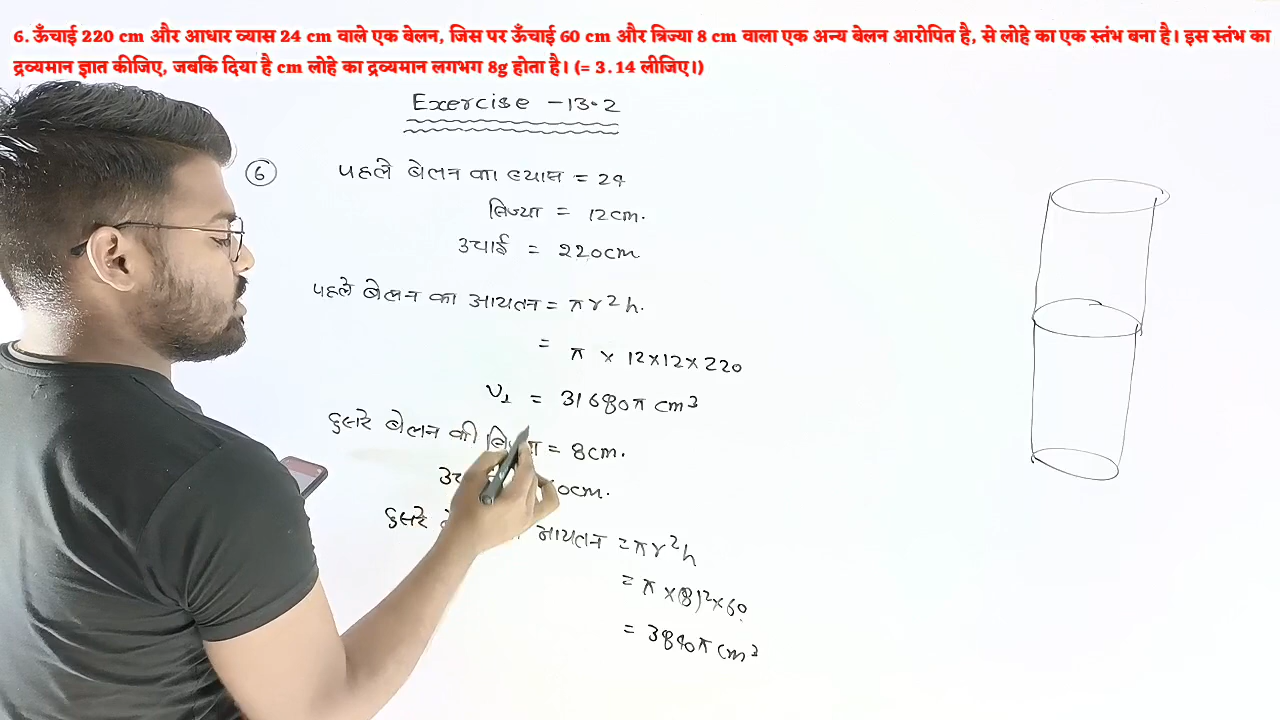 6. ऊँचाई 220 cm और आधार व्यास 24 cm वाले एक बेलन, जिस पर ऊँचाई 60 cm और त्रिज्या 8 cm वाला एक अन्य बेलन आरोपित है, से लोहे का एक स्तंभ बना है। इस स्तंभ का
द्रव्यमान ज्ञात कीजिए, जबकि दिया है cm लोहे का द्रव्यमान लगभग 8g होता है। (= 3.14 लीजिए।)
Exercise -13.2
6 पहले बेलन का व्यास = 24
त्रिज्या = 12cm.
उचाई = 220cm
पहले बेलन का आयतन = πr²h.
= π × 12×12×220
V₁ = 31680π cm³
दुसरे बेलन की = 8cm.
0cm.
दुसरे आयतन = πr²h
= π ×(8)²×60
= 3840π cm³